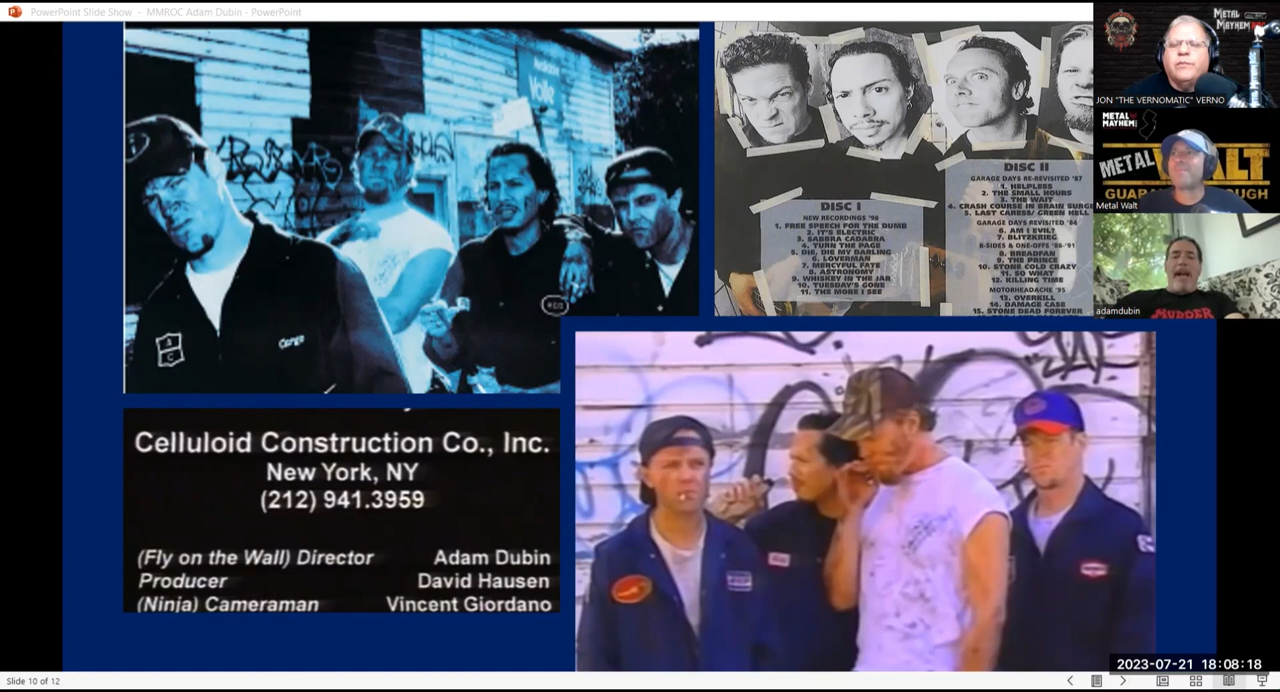 PowerPoint Slide Show - MMROC Adam Dubin - PowerPoint
Volle
DISC I
NEW RECORDINGS '98
1. FREE SPEECH FOR THE DUMB
2. IT'S ELECTRIC
3. SABBRA CADABRA
4. TURN THE PAGE
5. DIE, DIE MY DARLING
6. LOVERMAN
7. MERCYFUL FATE
8. ASTRONOMY
9. WHISKEY IN THE JAR
10. TUESDAY'S GONE
11. THE MORE I SEE
DISC II
GARAGE DAYS RE-REVISITED '87
1. HELPLESS
2. THE SMALL HOURS
3. THE WAIT
4. CRASH COURSE IN BRAIN SURGE
5. LAST CARESS/ GREEN HELL
GARAGE DAYS REVISITED '84
6. AM I EVIL?
7. BLITZKRIEG
B-SIDES & ONE-OFFS '88-'91
8. BREADFAN
9. THE PRINCE
10. STONE COLD CRAZY
11. SO WHAT
12. KILLING TIME
MOTORHEADACHE '95
13. OVERKILL
14. DAMAGE CASE
15. STONE DEAD FOREVER
METAL
MAYHEM
JON "THE VERNOMATIC" VERNO
METAL
MAYHEM
METAL WALT
GUAR
OUGH
Metal Walt
MURDER
adamdubin
Celluloid Construction Co., Inc.
New York, NY
(212) 941.3959
(Fly on the Wall) Director Adam Dubin
Producer David Hausen
(Ninja) Cameraman Vincent Giordano
2023-07-21 18:08:18
Slide 10 of 12